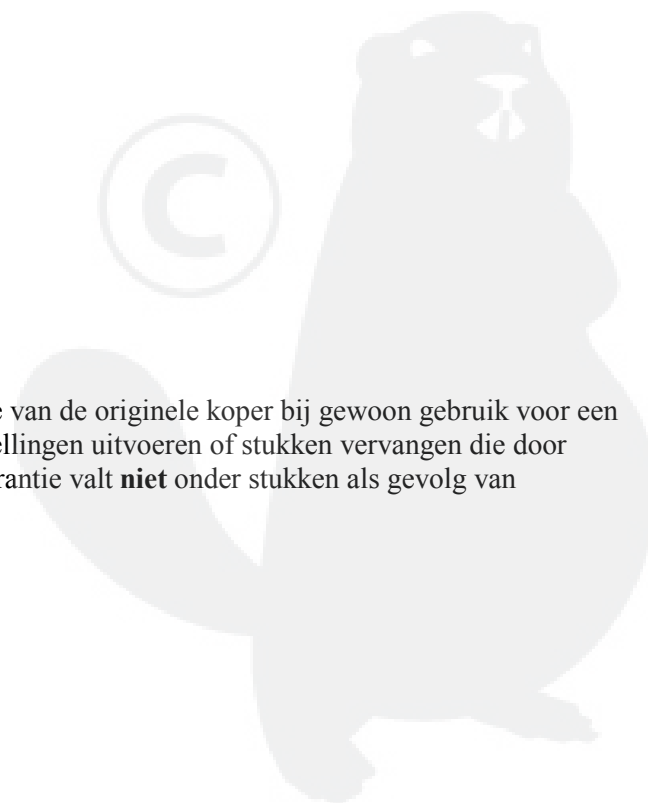 ©
van de originele koper bij gewoon gebruik voor een
ellingen uitvoeren of stukken vervangen die door
rantie valt niet onder stukken als gevolg van